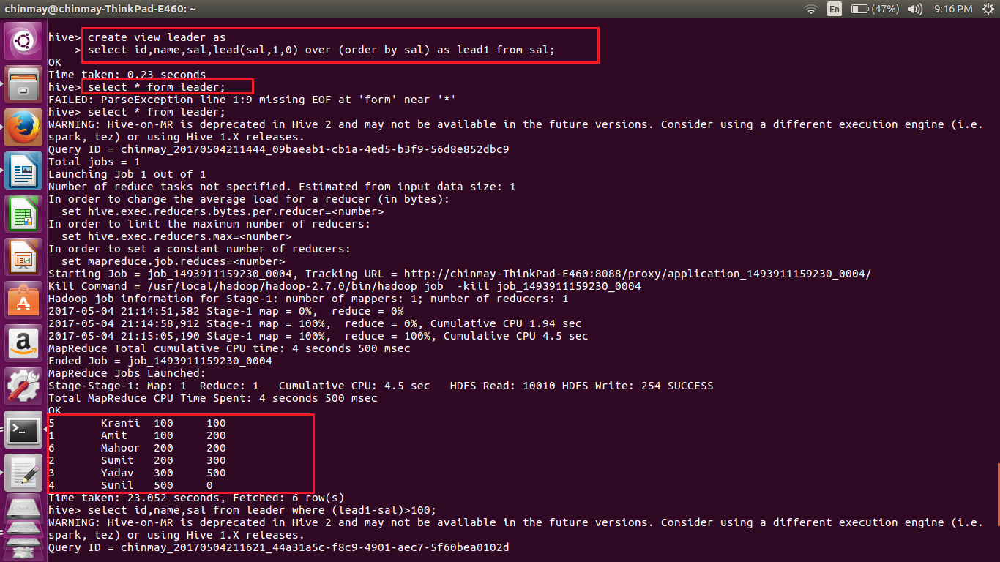 chinmay@chinmay-ThinkPad-E460: ~
En
(47%)
9:16 PM
hive> create view leader as
> select id,name,sal,lead(sal,1,0) over (order by sal) as lead1 from sal;
OK
Time taken: 0.23 seconds
hive> select * form leader;
FAILED: ParseException line 1:9 missing EOF at 'form' near '*'
hive> select * from leader;
WARNING: Hive-on-MR is deprecated in Hive 2 and may not be available in the future versions. Consider using a different execution engine (i.e.
spark, tez) or using Hive 1.X releases.
Query ID = chinmay_20170504211444_09baeab1-cb1a-4ed5-b3f9-56d8e852dbc9
Total jobs = 1
Launching Job 1 out of 1
Number of reduce tasks not specified. Estimated from input data size: 1
In order to change the average load for a reducer (in bytes):
set hive.exec.reducers.bytes.per.reducer=<number>
In order to limit the maximum number of reducers:
set hive.exec.reducers.max=<number>
In order to set a constant number of reducers:
set mapreduce.job.reduces=<number>
Starting Job = job_1493911159230_0004, Tracking URL = http://chinmay-ThinkPad-E460:8088/proxy/application_1493911159230_0004/
Kill Command = /usr/local/hadoop/hadoop-2.7.0/bin/hadoop job  -kill job_1493911159230_0004
Hadoop job information for Stage-1: number of mappers: 1; number of reducers: 1
2017-05-04 21:14:51,582 Stage-1 map = 0%,  reduce = 0%
2017-05-04 21:14:58,912 Stage-1 map = 100%,  reduce = 0%, Cumulative CPU 1.94 sec
2017-05-04 21:15:05,190 Stage-1 map = 100%,  reduce = 100%, Cumulative CPU 4.5 sec
MapReduce Total cumulative CPU time: 4 seconds 500 msec
Ended Job = job_1493911159230_0004
MapReduce Jobs Launched:
Stage-Stage-1: Map: 1  Reduce: 1   Cumulative CPU: 4.5 sec   HDFS Read: 10010 HDFS Write: 254 SUCCESS
Total MapReduce CPU Time Spent: 4 seconds 500 msec
OK
5 Kranti 100 100
1 Amit 100 200
6 Mahoor 200 200
2 Sumit 200 300
3 Yadav 300 500
4 Sunil 500 0
Time taken: 23.052 seconds, Fetched: 6 row(s)
hive> select id,name,sal from leader where (lead1-sal)>100;
WARNING: Hive-on-MR is deprecated in Hive 2 and may not be available in the future versions. Consider using a different execution engine (i.e.
spark, tez) or using Hive 1.X releases.
Query ID = chinmay_20170504211621_44a31a5c-f8c9-4901-aec7-5f60bea0102d